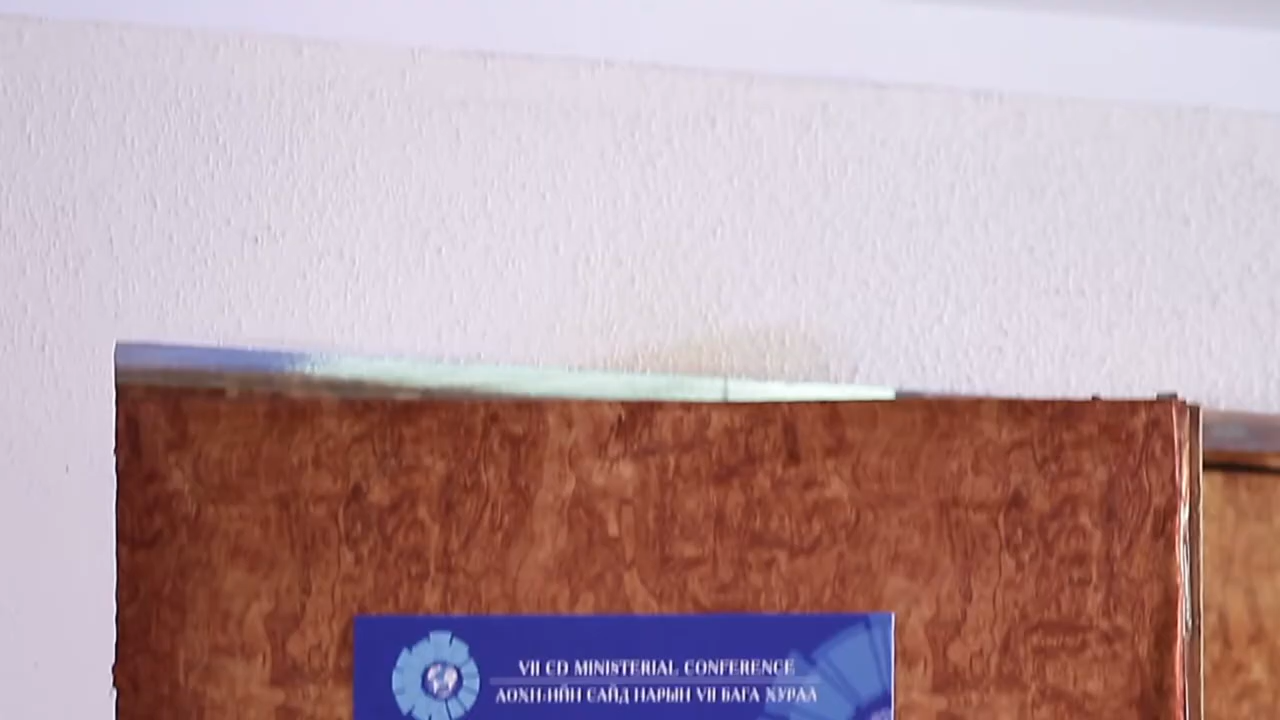 VII CD MINISTERIAL CONFERENCE
АОХН-ИЙН САЙД НАРЫН VII БАГА ХУРАЛ